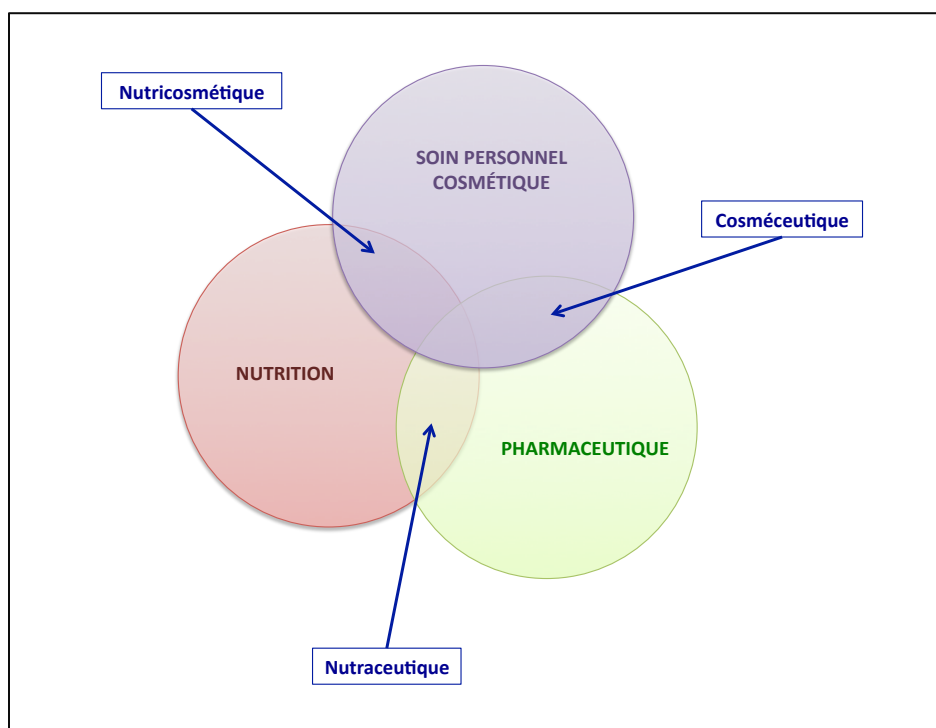 Nutricosmétique
SOIN PERSONNEL
COSMÉTIQUE
Cosméceutique
NUTRITION
PHARMACEUTIQUE
Nutraceutique